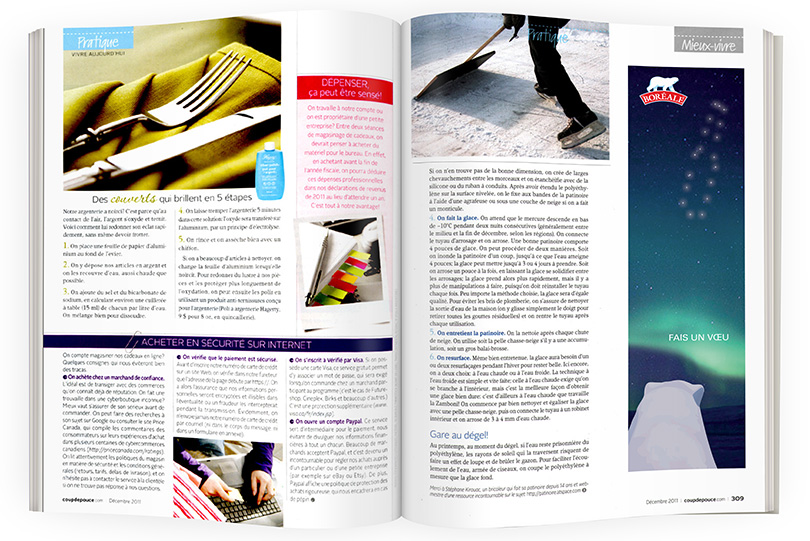 Pratique
VIVRE AUJOURD'HUI
Des couverts qui brillent en 5 étapes
Notre argenterie a noirci? C'est parce qu'au
contact de l'air, l'argent s'oxyde et ternit.
Voici comment lui redonner son éclat rapi-
dement, sans même devoir frotter.
1. On place une feuille de papier d'alumi-
nium au fond de l'évier.
2. On y dépose nos articles en argent et
on les recouvre d'eau, aussi chaude que
possible.
3. On ajoute du sel et du bicarbonate de
sodium, en calculer environ une cuillerée
à table (15 ml) de chacun par litre d'eau.
On mélange bien pour dissoudre.
4. On laisse tremper l'argenterie 5 minutes
dans cette solution: l'oxyde sera transféré sur
l'aluminium, par un principe d'électrolyse.
5. On rince et on assèche bien avec un
chiffon.
Si on a beaucoup d'articles à nettoyer, on
change la feuille d'aluminium lorsqu'elle
noircit. Pour redonner du lustre à nos piè-
ces et les protéger plus longuement de
l'oxydation, on peut ensuite les polir en
utilisant un produit anti-ternissures conçu
pour l'argenterie (Poli à argenterie Hagerty,
9 $ pour 8 oz, en quincaillerie).
DÉPENSER,
ça peut être sensé!
On travaille à notre compte ou
on est propriétaire d'une petite
entreprise? Entre deux séances
de magasinage de cadeaux, on
devrait penser à acheter du
matériel pour le bureau. En effet,
en achetant avant la fin de
l'année fiscale, on pourra déduire
ces dépenses professionnelles
dans nos déclarations de revenus
de 2011 au lieu d'attendre un an.
C'est tout à notre avantage!
ACHETER EN SÉCURITÉ SUR INTERNET
On compte magasiner nos cadeaux en ligne?
Quelques consignes qui nous éviteront bien
des tracas.
On achète chez un marchand de confiance.
L'idéal est de transiger avec des commerces
qu'on connaît déjà de réputation. On fait une
trouvaille dans une cyberboutique inconnue?
Mieux vaut s'assurer de son sérieux avant de
commander. On peut faire des recherches à
son sujet sur Google ou consulter le site Price
Canada, qui compile les commentaires des
consommateurs sur leurs expériences d'achat
dans plusieurs centaines de cybercommerces
canadiens (http://pricecanada.com/ratings).
On lit attentivement les politiques du magasin
en matière de sécurité et les conditions géné-
rales (retours, tarifs, délais de livraison), et on
n'hésite pas à contacter le service à la clientèle
si on ne trouve pas réponse à nos questions.
On vérifie que le paiement est sécurisé.
Avant d'inscrire notre numéro de carte de crédit
sur un site Web, on vérifie dans notre fureteur
que l'adresse de la page débute par https://. On
a alors l'assurance que nos informations per-
sonnelles seront encryptées et illisibles dans
l'éventualité où un fraudeur les intercepterait
pendant la transmission. Évidemment, on
n'envoie jamais notre numéro de carte de crédit
par courriel (ni dans le corps du message, ni
dans un formulaire en annexe).
On s'inscrit à Vérifié par Visa. Si on pos-
sède une carte Visa, ce service gratuit permet
d'y associer un mot de passe, qui sera exigé
lorsqu'on commande chez un marchand par-
ticipant au programme (c'est le cas de Future-
shop, Cineplex, Birks et beaucoup d'autres.)
C'est une protection supplémentaire (www.
visa.ca/fr/index.jsp).
On ouvre un compte Paypal. Ce service
sert d'intermédiaire pour le paiement, nous
évitant de divulguer nos informations finan-
cières à tout un chacun. Beaucoup de mar-
chands acceptent Paypal, et c'est devenu un
incontournable pour régler nos achats auprès
d'un particulier ou d'une petite entreprise
(par exemple sur eBay ou Etsy). De plus,
Paypal affiche une politique de protection des
achats rigoureuse, qui nous encadrera en cas
de pépin.
coupdepouce.com Décembre 2011
Pratique
Mieux-vivre
Si on n'en trouve pas de la bonne dimension, on crée de larges
chevauchements entre les morceaux et on étanchéifie avec de la
silicone ou du ruban à conduits. Après avoir étendu le polyéthy-
lène sur la surface nivelée, on le fixe aux bandes de la patinoire
à l'aide d'une agrafeuse ou sous une couche de neige si on a fait
un monticule.
4. On fait la glace. On attend que le mercure descende en bas
de -10°C pendant deux nuits consécutives (généralement entre
le milieu et la fin de décembre, selon les régions). On connecte
le tuyau d'arrosage et on arrose. Une bonne patinoire comporte
4 pouces de glace. On peut procéder de deux manières. Soit
on inonde la patinoire d'un coup, jusqu'à ce que l'eau atteigne
4 pouces; la glace peut mettre jusqu'à 3 ou 4 jours à prendre. Soit
on arrose un pouce à la fois, en laissant la glace se solidifier entre
les arrosages; la glace prend alors plus rapidement, mais il y a
plus de manipulations à faire, puisqu'on doit réinstaller le tuyau
chaque fois. Peu importe la méthode choisie, la glace sera d'égale
qualité. Pour éviter les bris de plomberie, on s'assure de nettoyer
la sortie d'eau de la maison (on y glisse simplement le doigt pour
retirer toutes les gouttes résiduelles) et on rentre le tuyau après
chaque utilisation.
5. On entretient la patinoire. On la nettoie après chaque chute
de neige. On utilise soit la pelle chasse-neige s'il y a une accumu-
lation, soit un gros balai-brosse.
6. On resurface. Même bien entretenue, la glace aura besoin d'un
ou deux resurfaçages pendant l'hiver pour rester belle. Ici encore,
on a deux choix: à l'eau chaude ou à l'eau froide. La technique à
l'eau froide est simple et vite faite; celle à l'eau chaude exige qu'on
se branche à l'intérieur, mais c'est la meilleure façon d'obtenir
une glace bien dure; c'est d'ailleurs à l'eau chaude que travaille
la Zamboni! On commence par bien nettoyer et égaliser la glace
avec une pelle chasse-neige, puis on connecte le tuyau à un robinet
intérieur et on arrose de 3 à 4 mm d'eau chaude.
Gare au dégel!
Au printemps, au moment du dégel, si l'eau reste prisonnière du
polyéthylène, les rayons de soleil qui la traversent risquent de
faire un effet de loupe et de brûler le gazon. Pour faciliter l'écou-
lement de l'eau, armée de ciseaux, on coupe le polyéthylène à
mesure que la glace fond.
Merci à Stéphane Kirouac, un bricoleur qui fait sa patinoire depuis 14 ans et web-
mestre d'une ressource incontournable sur le sujet: http://patinoire.qbspace.com
BORÉALE
FAIS UN VŒU
Décembre 2011 | coupdepouce.com | 309